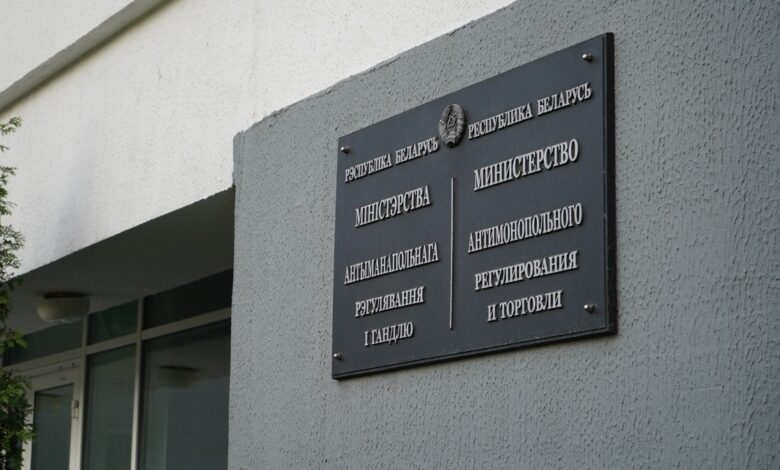 РЭСПУБЛІКА БЕЛАРУСЬ
МІНІСТЭРСТВА
АНТЫМАНАПОЛЬНАГА
РЭГУЛЯВАННЯ
І ГАНДЛЮ
РЕСПУБЛИКА БЕЛАРУСЬ
МИНИСТЕРСТВО
АНТИМОНОПОЛЬНОГО
РЕГУЛИРОВАНИЯ
И ТОРГОВЛИ